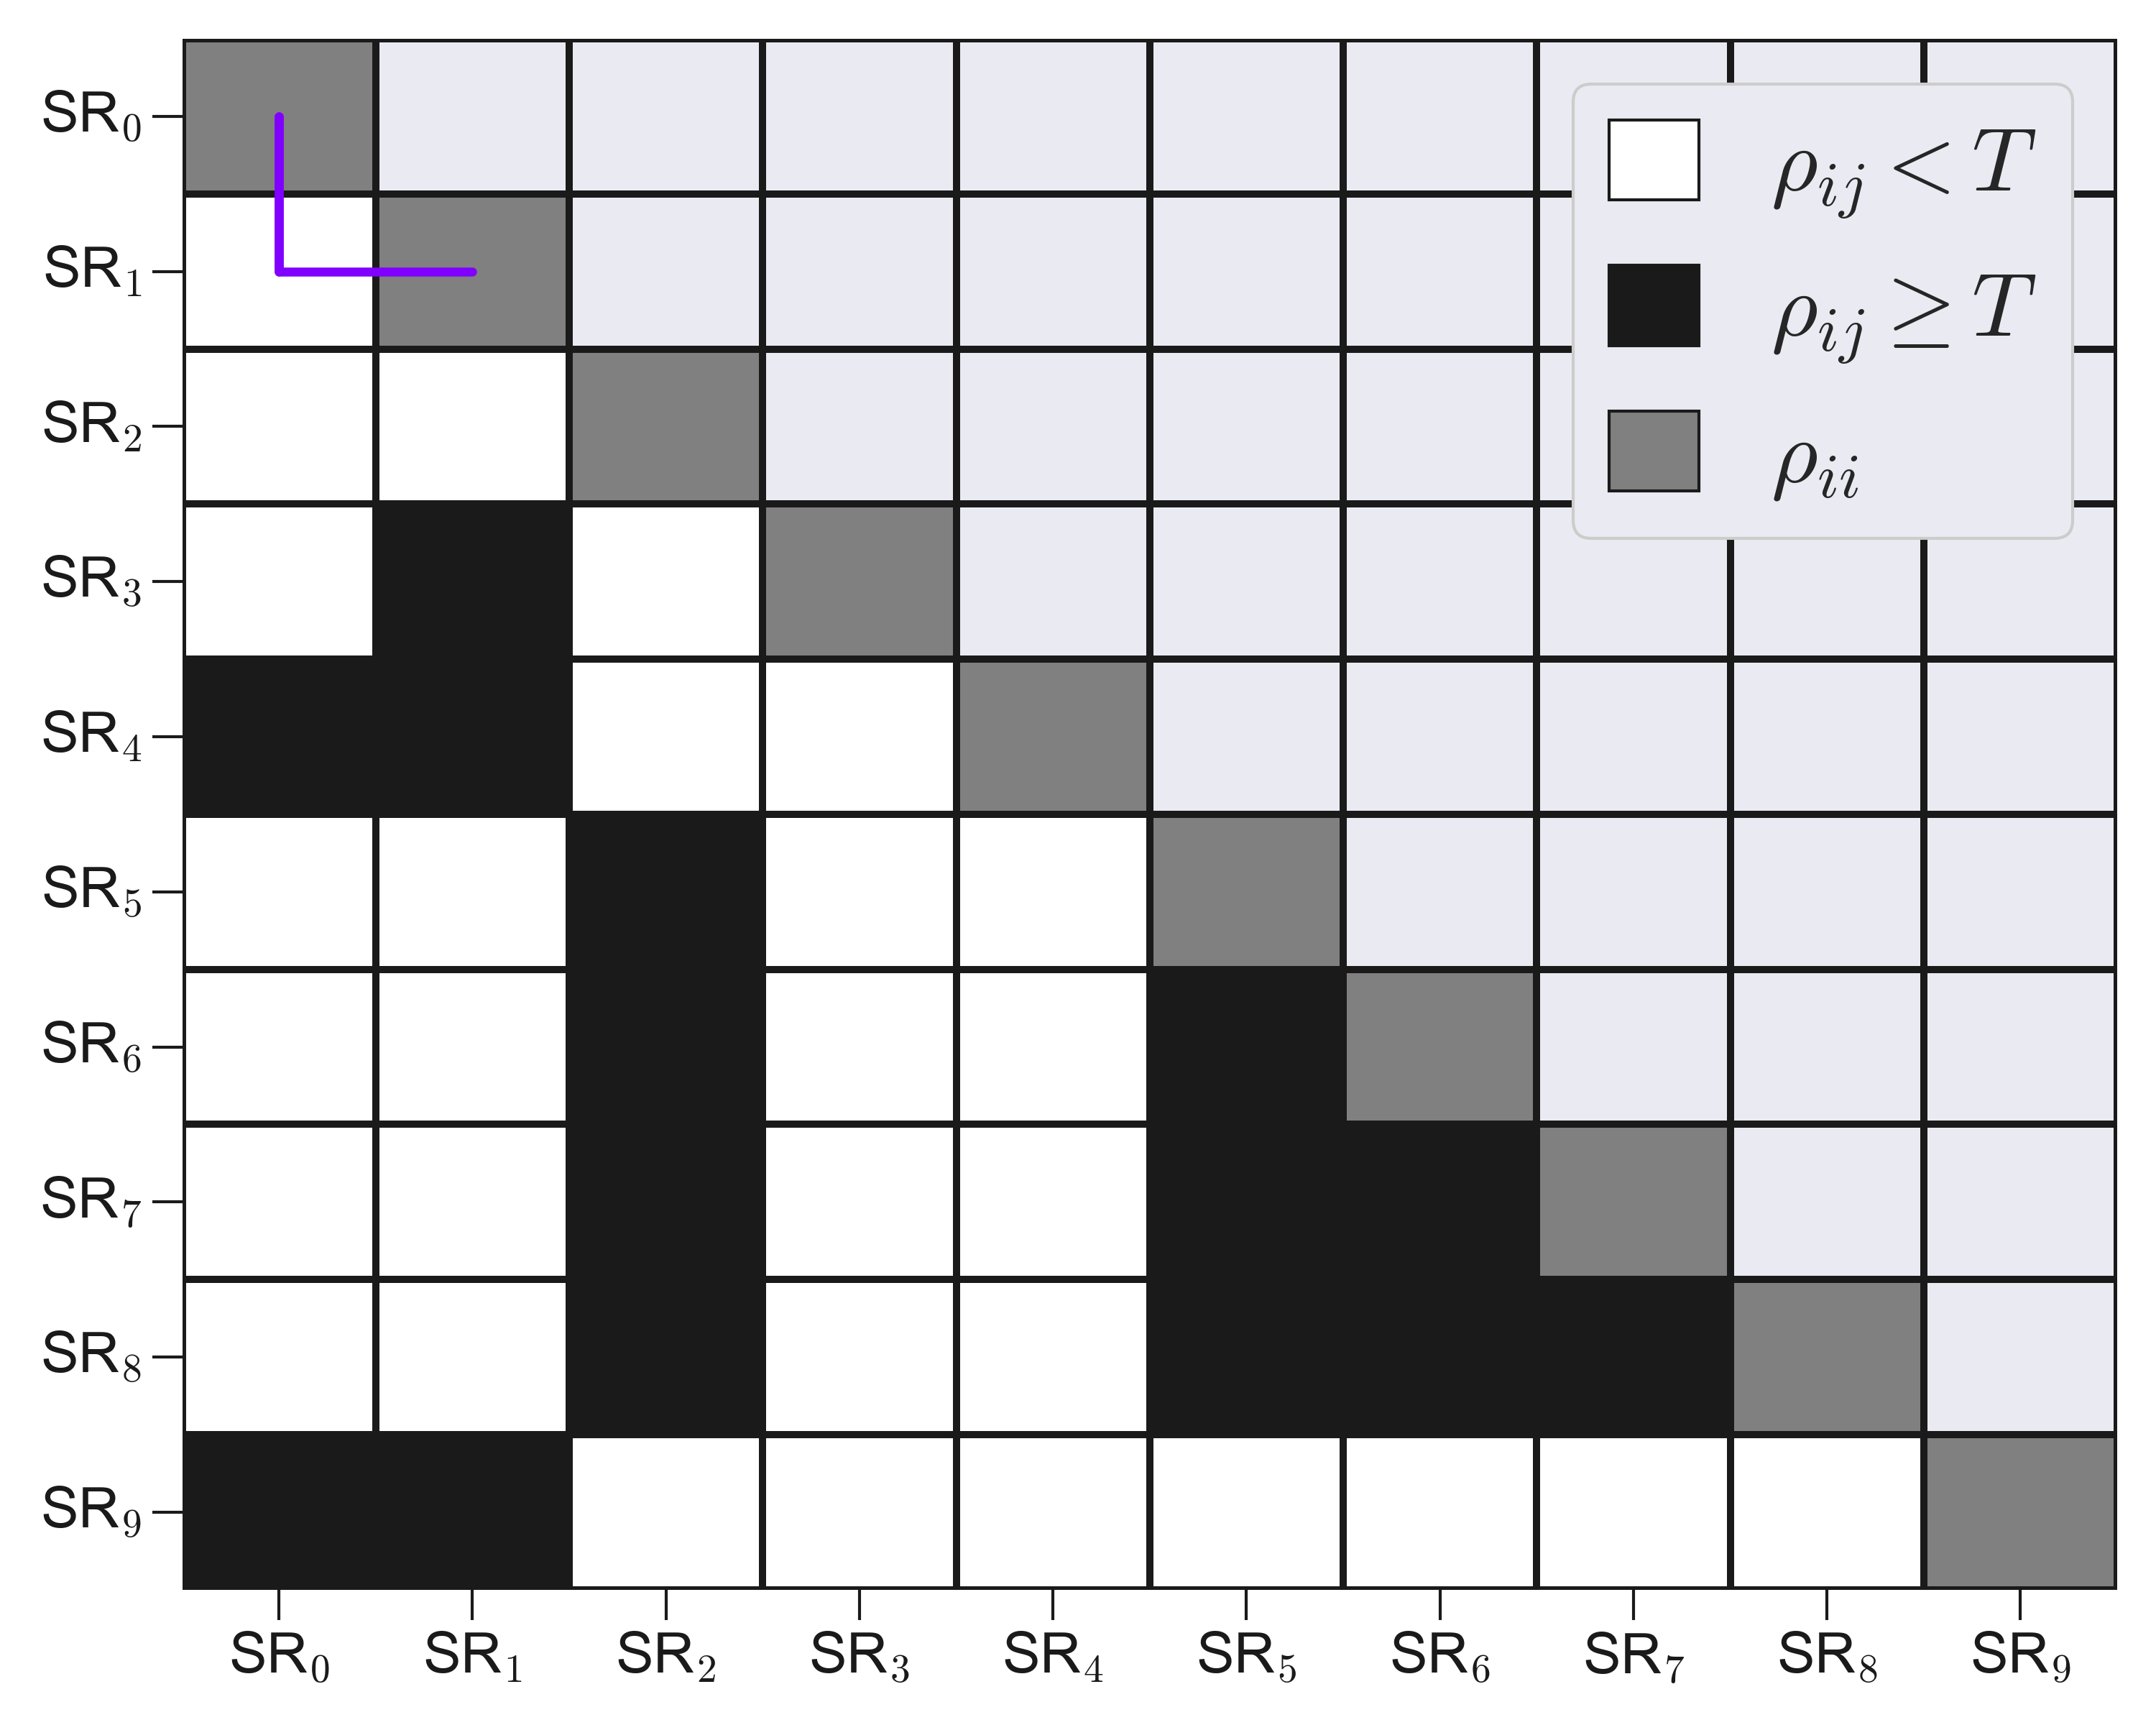 SR₀
SR₁
SR₂
SR₃
SR₄
SR₅
SR₆
SR₇
SR₈
SR₉
ρᵢⱼ < T
ρᵢⱼ ≥ T
ρᵢᵢ
SR₀ SR₁ SR₂ SR₃ SR₄ SR₅ SR₆ SR₇ SR₈ SR₉